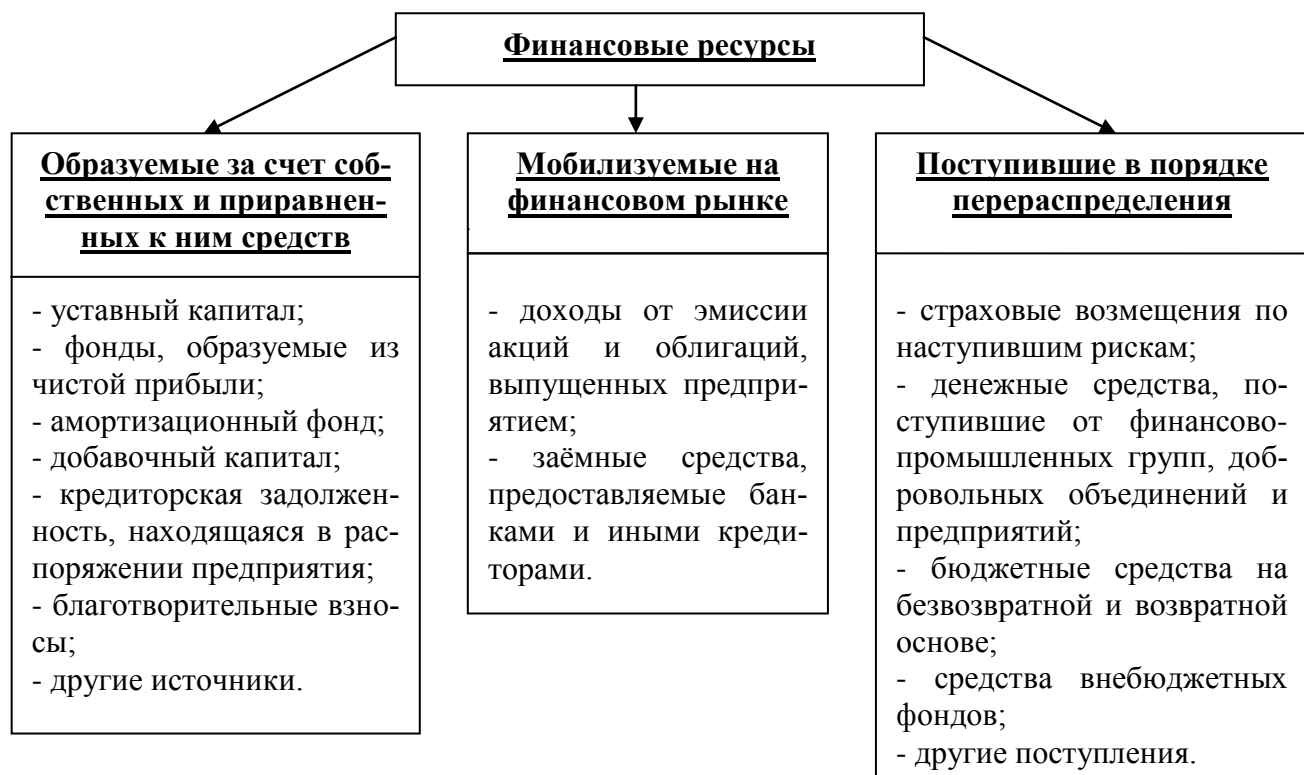 Финансовые ресурсы
Образуемые за счет соб-
ственных и приравнен-
ных к ним средств
- уставный капитал;
- фонды, образуемые из
чистой прибыли;
- амортизационный фонд;
- добавочный капитал;
- кредиторская задолжен-
ность, находящаяся в рас-
поряжении предприятия;
- благотворительные взно-
сы;
- другие источники.
Мобилизуемые на
финансовом рынке
- доходы от эмиссии
акций и облигаций,
выпущенных предпри-
ятием;
- заёмные средства,
предоставляемые бан-
ками и иными креди-
торами.
Поступившие в порядке
перераспределения
- страховые возмещения по
наступившим рискам;
- денежные средства, по-
ступившие от финансово-
промышленных групп, доб-
ровольных объединений и
предприятий;
- бюджетные средства на
безвозвратной и возвратной
основе;
- средства внебюджетных
фондов;
- другие поступления.